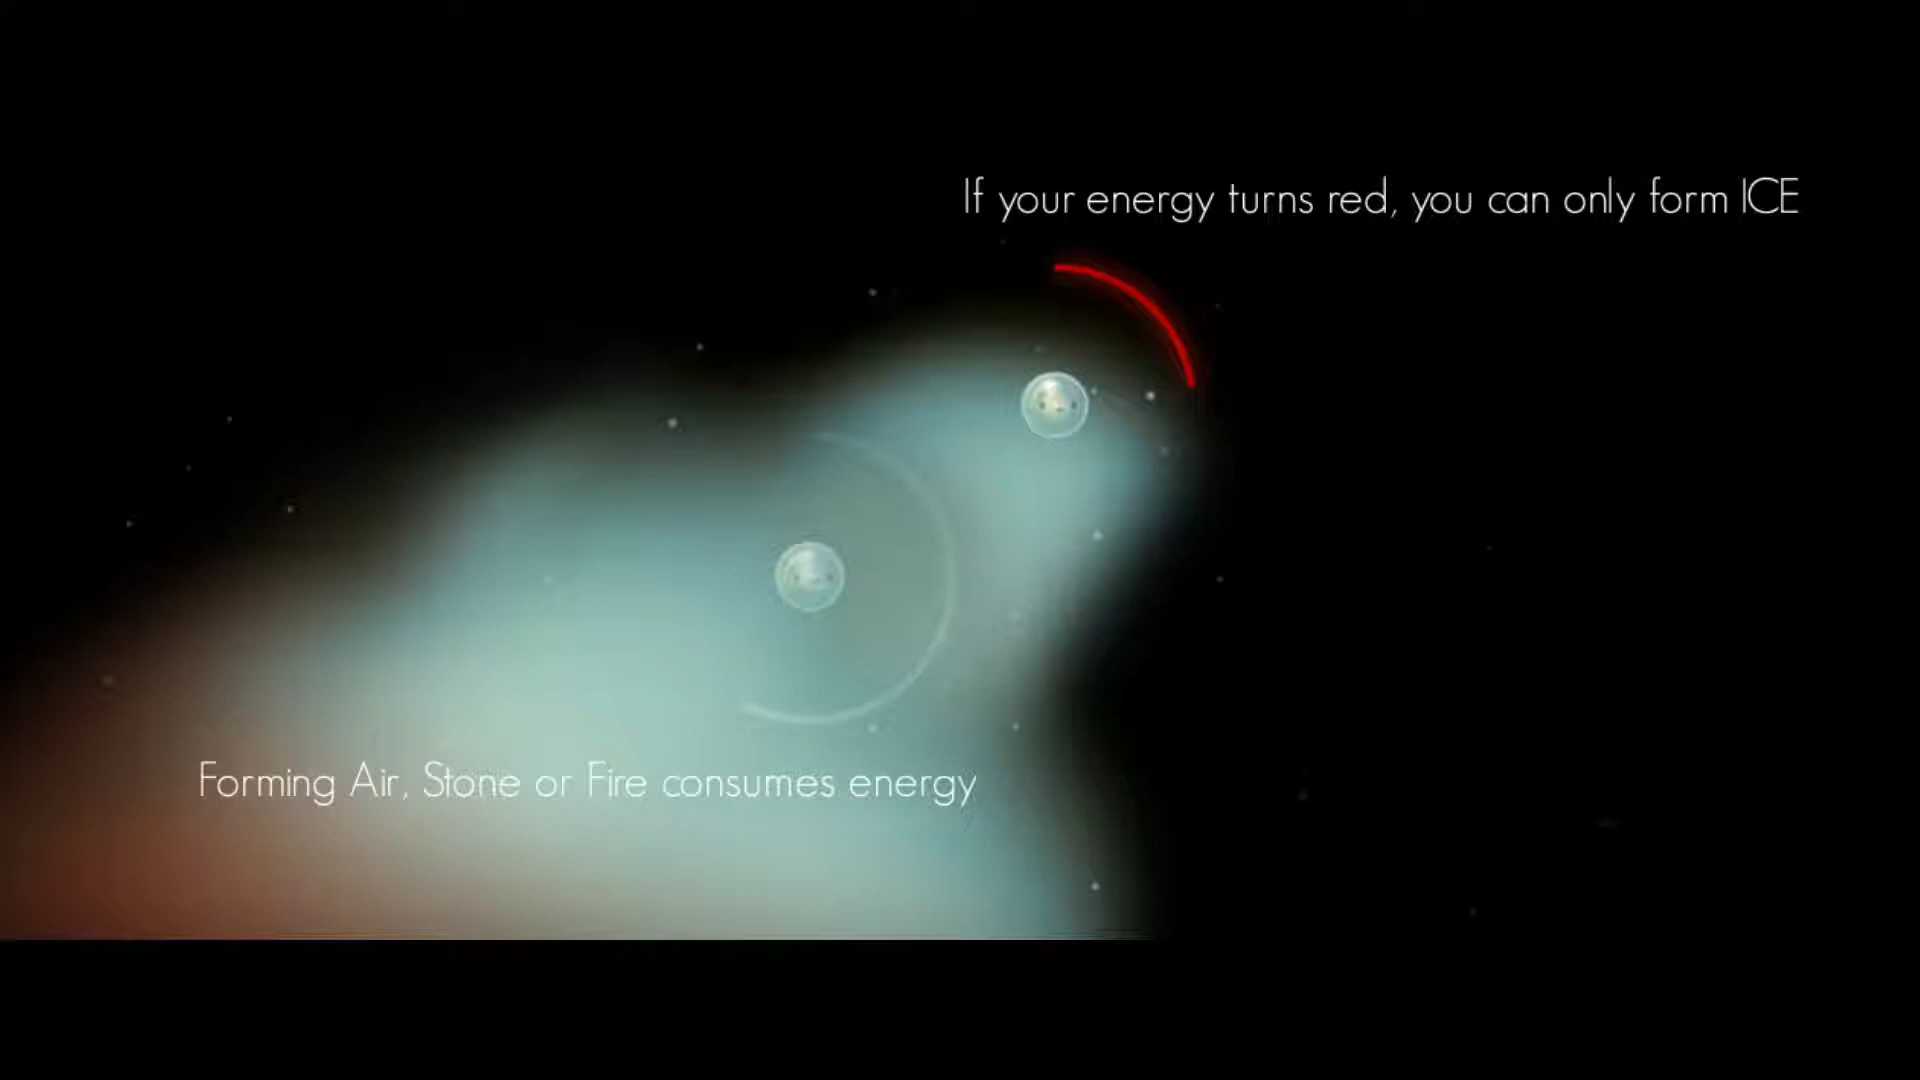 If your energy turns red, you can only form ICE
Forming Air, Stone or Fire consumes energy